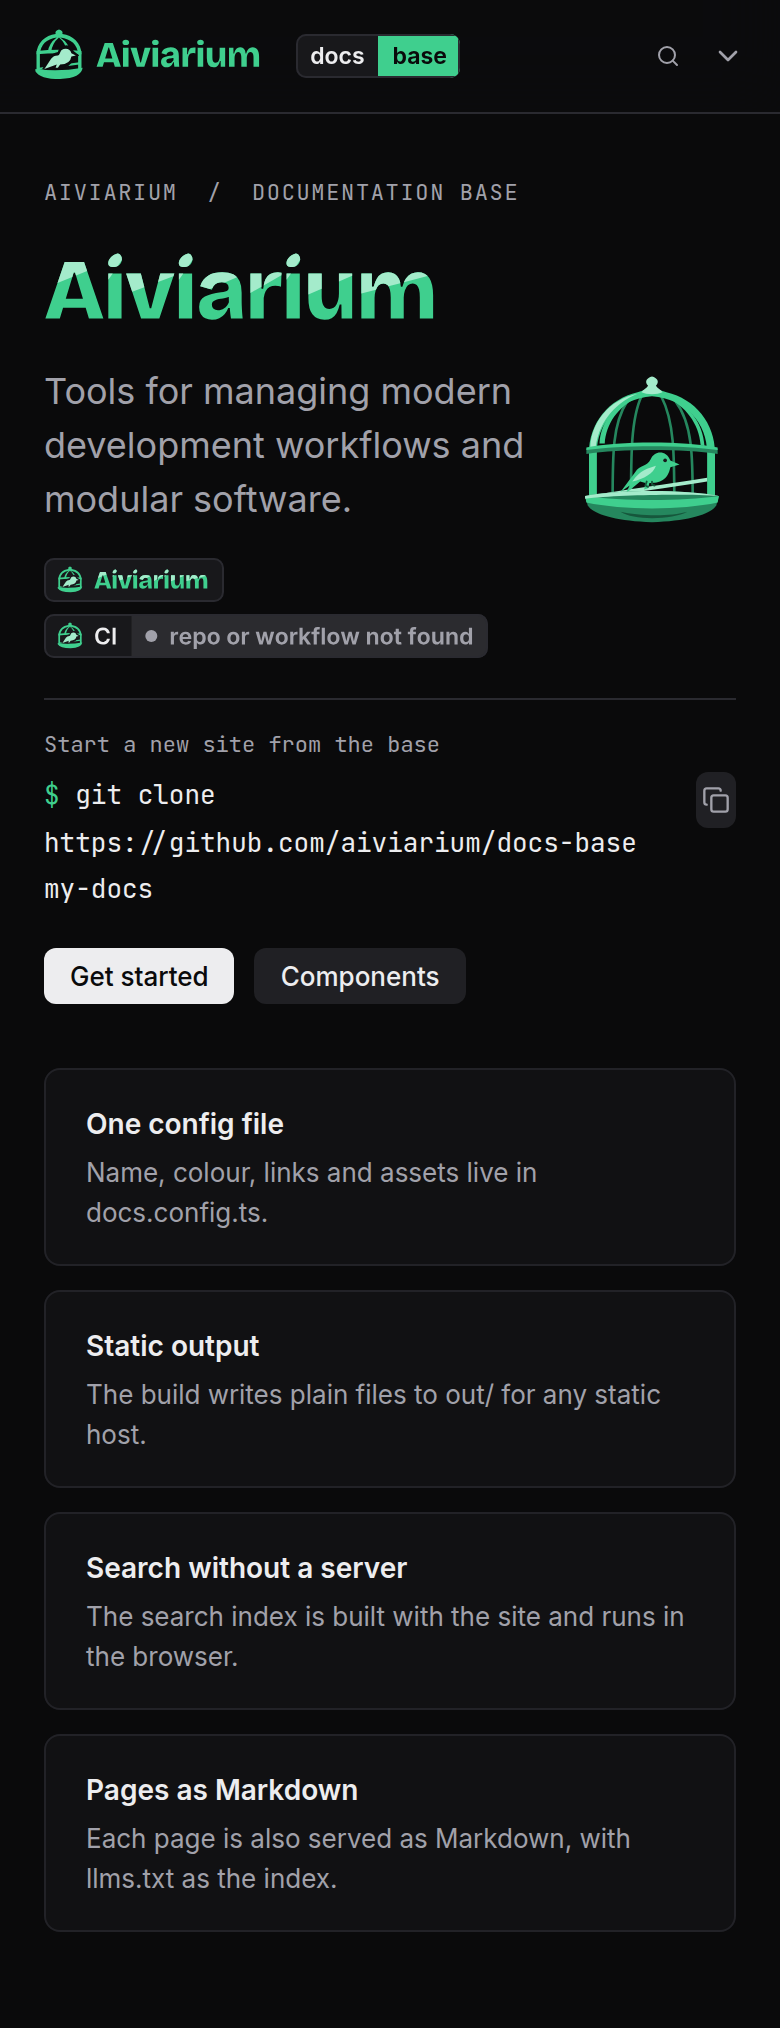 Aiviarium docs base
AIVIARIUM / DOCUMENTATION BASE
Aiviarium
Tools for managing modern
development workflows and
modular software.
Aiviarium
CI repo or workflow not found
Start a new site from the base
$ git clone
https://github.com/aiviarium/docs-base
my-docs
Get started Components
One config file
Name, colour, links and assets live in
docs.config.ts.
Static output
The build writes plain files to out/ for any static
host.
Search without a server
The search index is built with the site and runs in
the browser.
Pages as Markdown
Each page is also served as Markdown, with
llms.txt as the index.